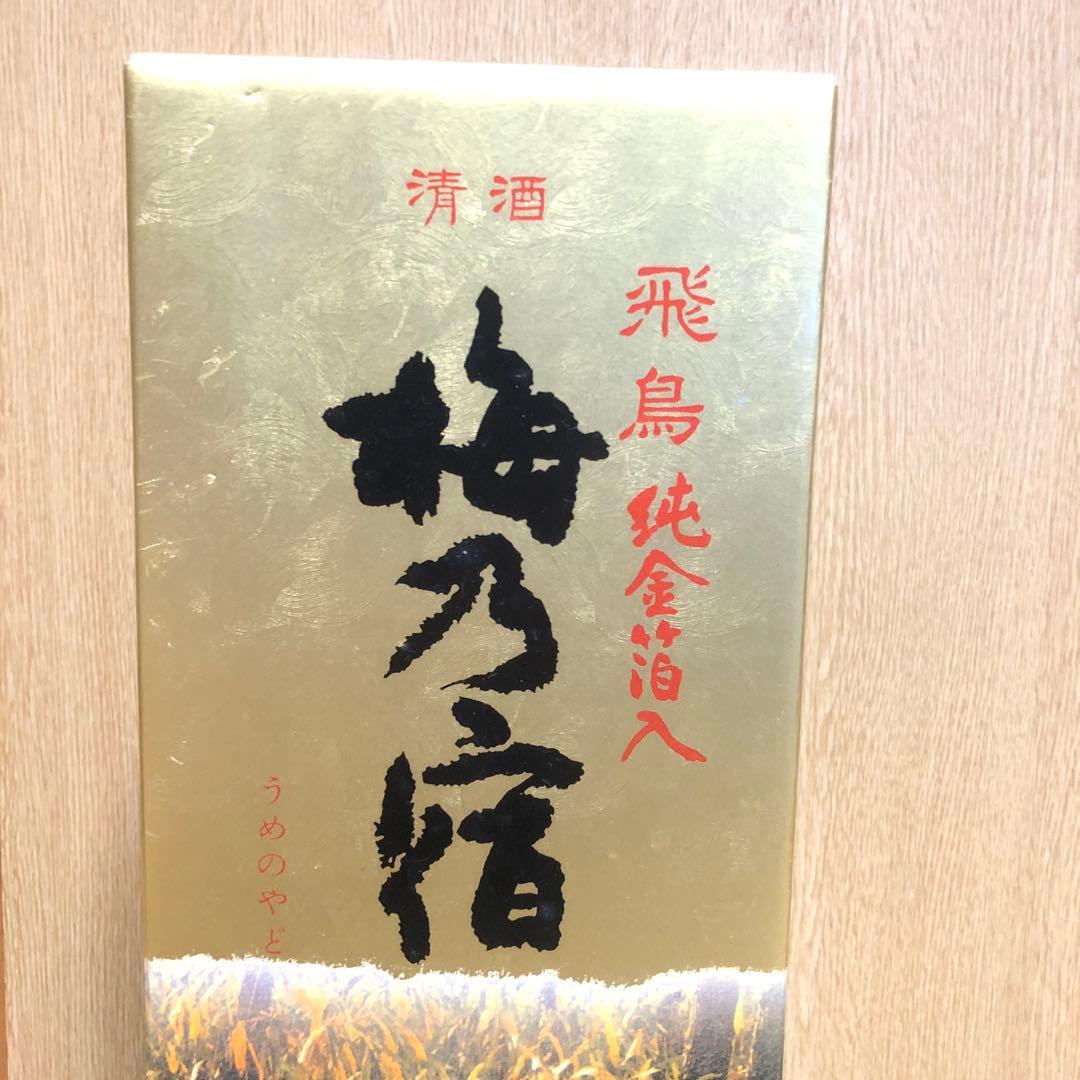 清酒
飛鳥 純金箔入
梅乃宿
うめのやど